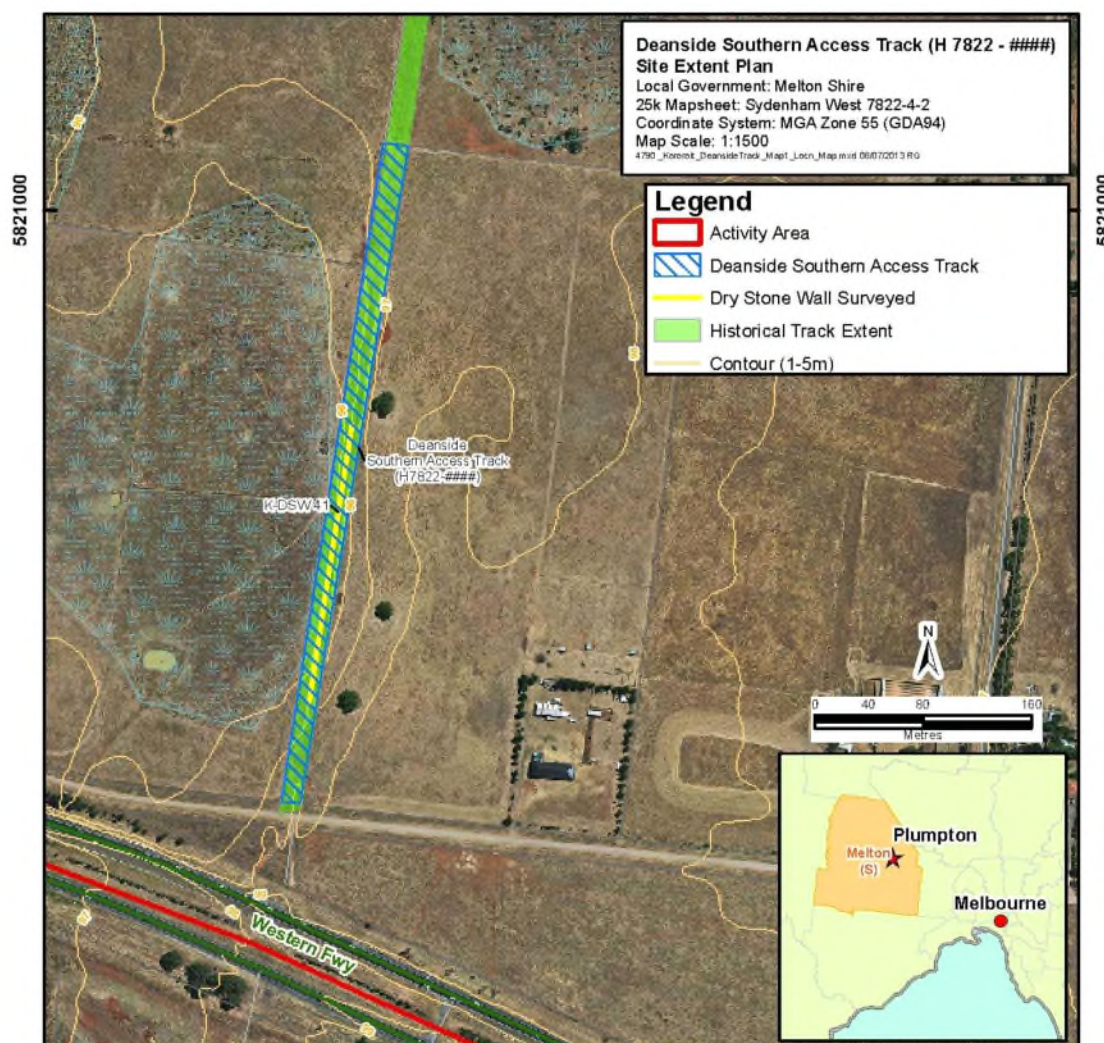 Deanside Southern Access Track (H 7822 - ####)
Site Extent Plan
Local Government: Melton Shire
25k Mapsheet: Sydenham West 7822-4-2
Coordinate System: MGA Zone 55 (GDA94)
Map Scale: 1:1500
Legend
Activity Area
Deanside Southern Access Track
Dry Stone Wall Surveyed
Historical Track Extent
Contour (1-5m)
5821000
5821000
Deanside
Southern Access Track
(H7822-####)
K-DSW41
N
0 40 80 160
Metres
Western Fwy
Plumpton
Melton
(S)
Melbourne